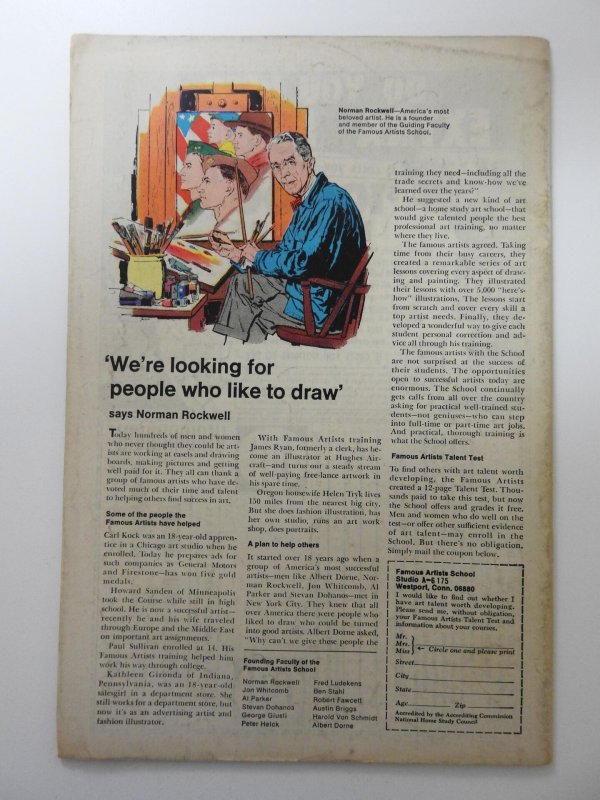 Norman Rockwell—America's most
beloved artist. He is a founder
and member of the Guiding Faculty
of the Famous Artists School.
'We're looking for
people who like to draw'
says Norman Rockwell
Today hundreds of men and women
who never thought they could be art-
ists are working at easels and drawing
boards, making pictures and getting
well paid for it. They all can thank a
group of famous artists who have de-
voted much of their time and talent
to helping others find success in art.
Some of the people the
Famous Artists have helped
Carl Kock was an 18-year-old appren-
tice in a Chicago art studio when he
enrolled. Today he prepares ads for
such companies as General Motors
and Firestone—has won five gold
medals.
Howard Sanden of Minneapolis
took the Course while still in high
school. He is now a successful artist—
recently he and his wife traveled
through Europe and the Middle East
on important art assignments.
Paul Sullivan enrolled at 14. His
Famous Artists training helped him
work his way through college.
Kathleen Gironda of Indiana,
Pennsylvania, was an 18-year-old
salesgirl in a department store. She
still works for a department store, but
now it's as an advertising artist and
fashion illustrator.
With Famous Artists training
James Ryan, formerly a clerk, has be-
come an illustrator at Hughes Air-
craft—and turns our a steady stream
of well-paying free-lance artwork in
his spare time.
Oregon housewife Helen Tryk lives
150 miles from the nearest big city.
But she does fashion illustration, has
her own studio, runs an art work
shop, does portraits.
A plan to help others
It started over 18 years ago when a
group of America's most successful
artists—men like Albert Dorne, Nor-
man Rockwell, Jon Whitcomb, Al
Parker and Stevan Dohanos—met in
New York City. They knew that all
over America there were people who
liked to draw who could be turned
into good artists. Albert Dorne asked,
"Why can't we give these people the
Founding Faculty of the
Famous Artists School
Norman Rockwell
Jon Whitcomb
Al Parker
Stevan Dohanos
George Giusti
Peter Helck
Fred Ludekens
Ben Stahl
Robert Fawcett
Austin Briggs
Harold Von Schmidt
Albert Dorne
training they need—including all the
trade secrets and know-how we've
learned over the years?"
He suggested a new kind of art
school—a home study art school—that
would give talented people the best
professional art training, no matter
where they live.
The famous artists agreed. Taking
time from their busy careers, they
created a remarkable series of art
lessons covering every aspect of draw-
ing and painting. They illustrated
their lessons with over 5,000 "here's-
how" illustrations. The lessons start
from scratch and cover every skill a
top artist needs. Finally, they de-
veloped a wonderful way to give each
student personal correction and ad-
vice all through his training.
The famous artists with the School
are not surprised at the success of
their students. The opportunities
open to successful artists today are
enormous. The School continually
gets calls from all over the country
asking for practical well-trained stu-
dents—not geniuses—who can step
into full-time or part-time art jobs.
And practical, thorough training is
what the School offers.
Famous Artists Talent Test
To find others with art talent worth
developing, the Famous Artists
created a 12-page Talent Test. Thou-
sands paid to take this test, but now
the School offers and grades it free.
Men and women who do well on the
test—or offer other sufficient evidence
of art talent—may enroll in the
School. But there's no obligation.
Simply mail the coupon below.
Famous Artists School
Studio A-6175
Westport, Conn. 06880
I would like to find out whether I
have art talent worth developing.
Please send me, without obligation,
your Famous Artists Talent Test and
information about your courses.
Mr.
Mrs.
Miss ← Circle one and please print
Street
City
State
Age Zip
Accredited by the Accrediting Commission
National Home Study Council